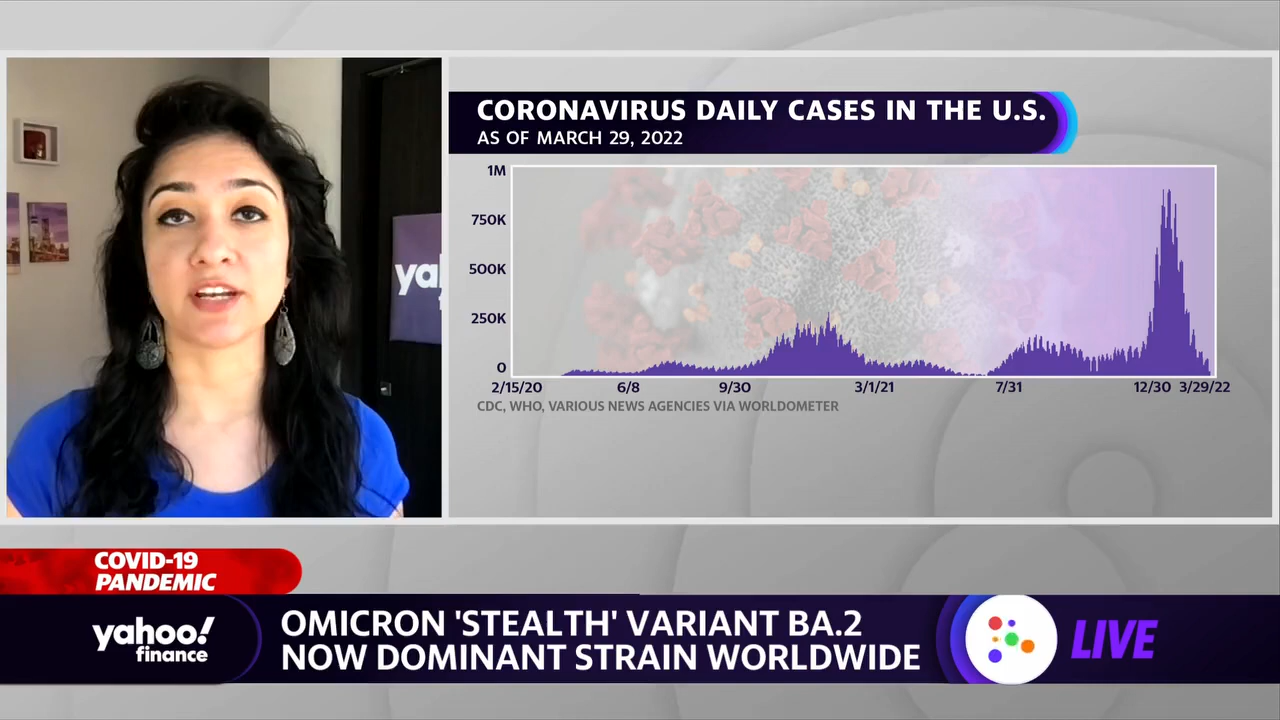 CORONAVIRUS DAILY CASES IN THE U.S.
AS OF MARCH 29, 2022
1M
750K
500K
250K
0
2/15/20 6/8 9/30 3/1/21 7/31 12/30 3/29/22
CDC, WHO, VARIOUS NEWS AGENCIES VIA WORLDOMETER
COVID-19
PANDEMIC
yahoo!
finance
OMICRON 'STEALTH' VARIANT BA.2
NOW DOMINANT STRAIN WORLDWIDE
LIVE